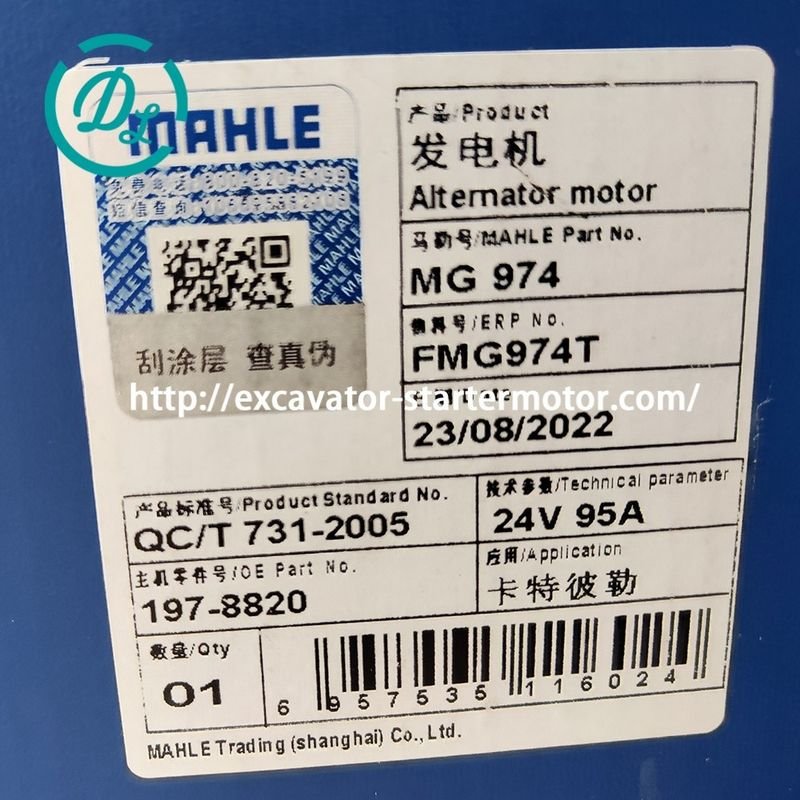 DL
MAHLE
刮涂层 查真伪
产品/Product
发电机
Alternator motor
马勒号/MAHLE Part No.
MG 974
物料号/ERP No.
FMG974T
http://excavator-startermotor.com/
23/08/2022
产品标准号/Product Standard No.
QC/T 731-2005
技术参数/Technical parameter
24V 95A
主机零件号/OE Part No.
197-8820
应用/Application
卡特彼勒
数量/Qty
01
6 957535 116024
MAHLE Trading (shanghai) Co., Ltd.